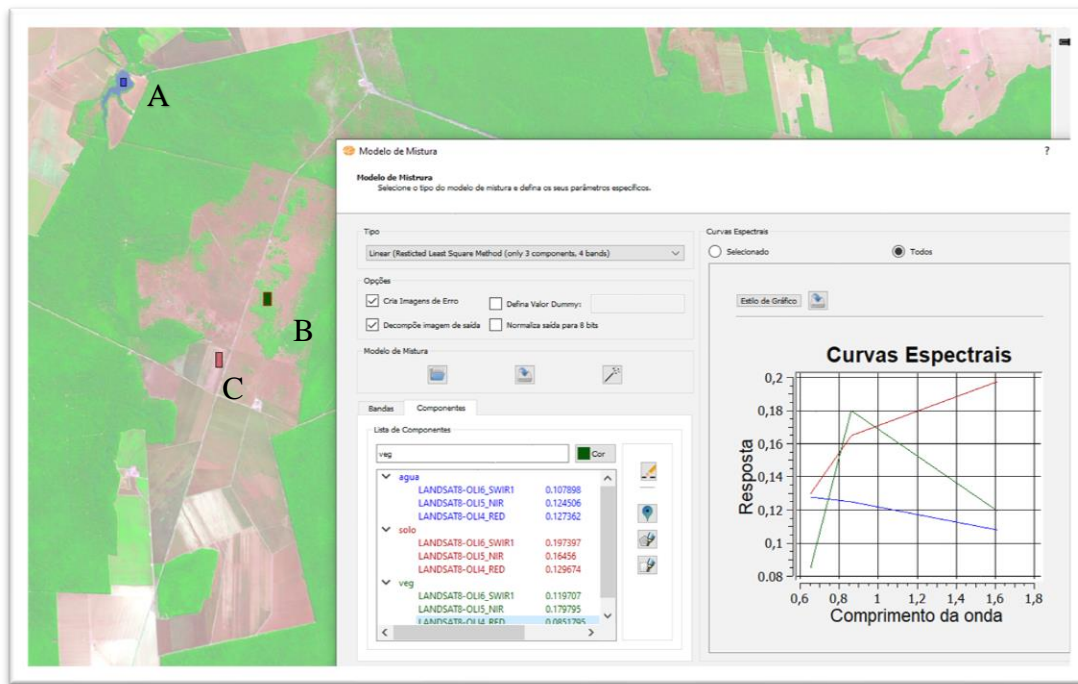 A
B
C
Modelo de Mistura
?
Modelo de Mistrura
Selecione o tipo do modelo de mistura e defina os seus parâmetros específicos.
Tipo
Linear (Resticted Least Square Method (only 3 components, 4 bands)
Opções
Cria Imagens de Erro
Defina Valor Dummy:
Decompõe imagem de saída
Normaliza saída para 8 bits
Modelo de Mistura
Bandas
Componentes
Lista de Componentes
veg
Cor
agua
LANDSAT8-OLI6_SWIR1 0.107898
LANDSAT8-OLI5_NIR 0.124506
LANDSAT8-OLI4_RED 0.127362
solo
LANDSAT8-OLI6_SWIR1 0.197397
LANDSAT8-OLI5_NIR 0.16456
LANDSAT8-OLI4_RED 0.129674
veg
LANDSAT8-OLI6_SWIR1 0.119707
LANDSAT8-OLI5_NIR 0.179795
LANDSAT8-OLI4_RED 0.0851795
Curvas Espectrais
Selecionado
Todos
Estilo de Gráfico
Curvas Espectrais
Resposta
0,2
0,18
0,16
0,14
0,12
0,1
0.08
0,6 0,8 1 1,2 1,4 1,6 1,8
Comprimento da onda